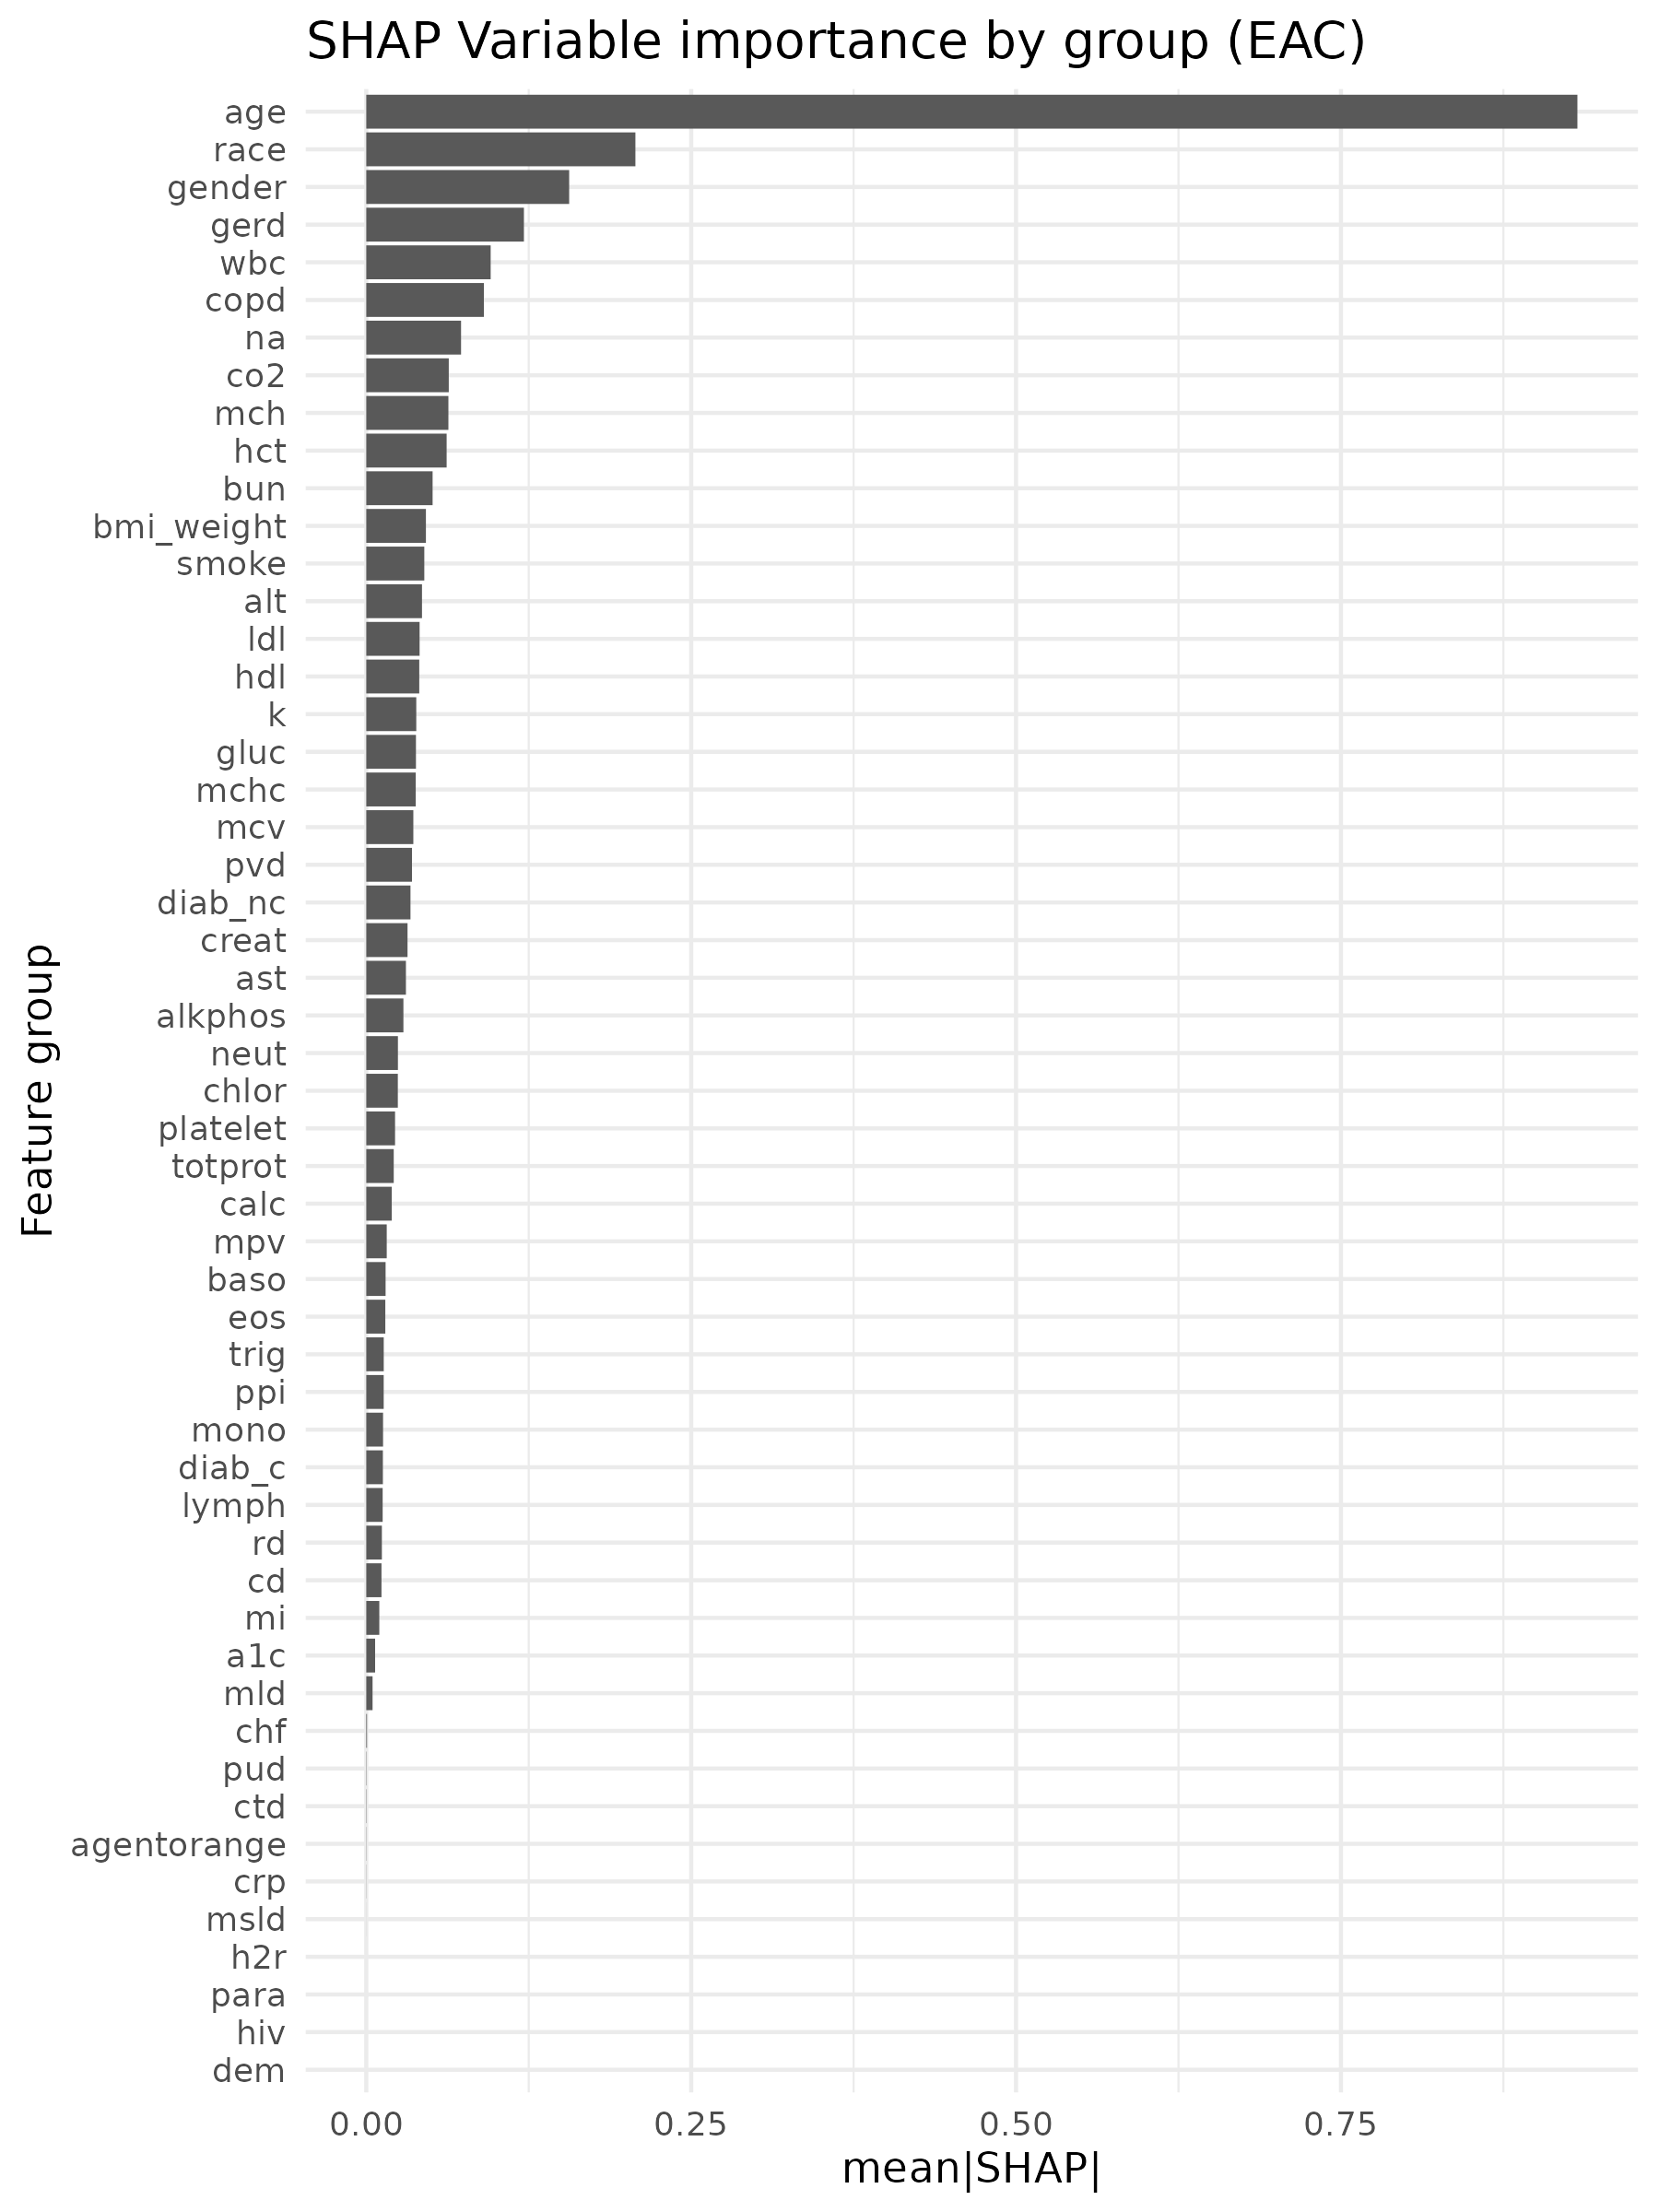 SHAP Variable importance by group (EAC)
age
race
gender
gerd
wbc
copd
na
co2
mch
hct
bun
bmi_weight
smoke
alt
ldl
hdl
k
gluc
mchc
mcv
pvd
diab_nc
creat
ast
alkphos
neut
chlor
platelet
totprot
calc
mpv
baso
eos
trig
ppi
mono
diab_c
lymph
rd
cd
mi
a1c
mld
chf
pud
ctd
agentorange
crp
msld
h2r
para
hiv
dem
Feature group
0.00 0.25 0.50 0.75
mean|SHAP|